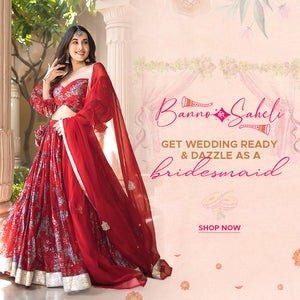 Banno ki Saheli
GET WEDDING READY
& DAZZLE AS A
bridesmaid
SHOP NOW